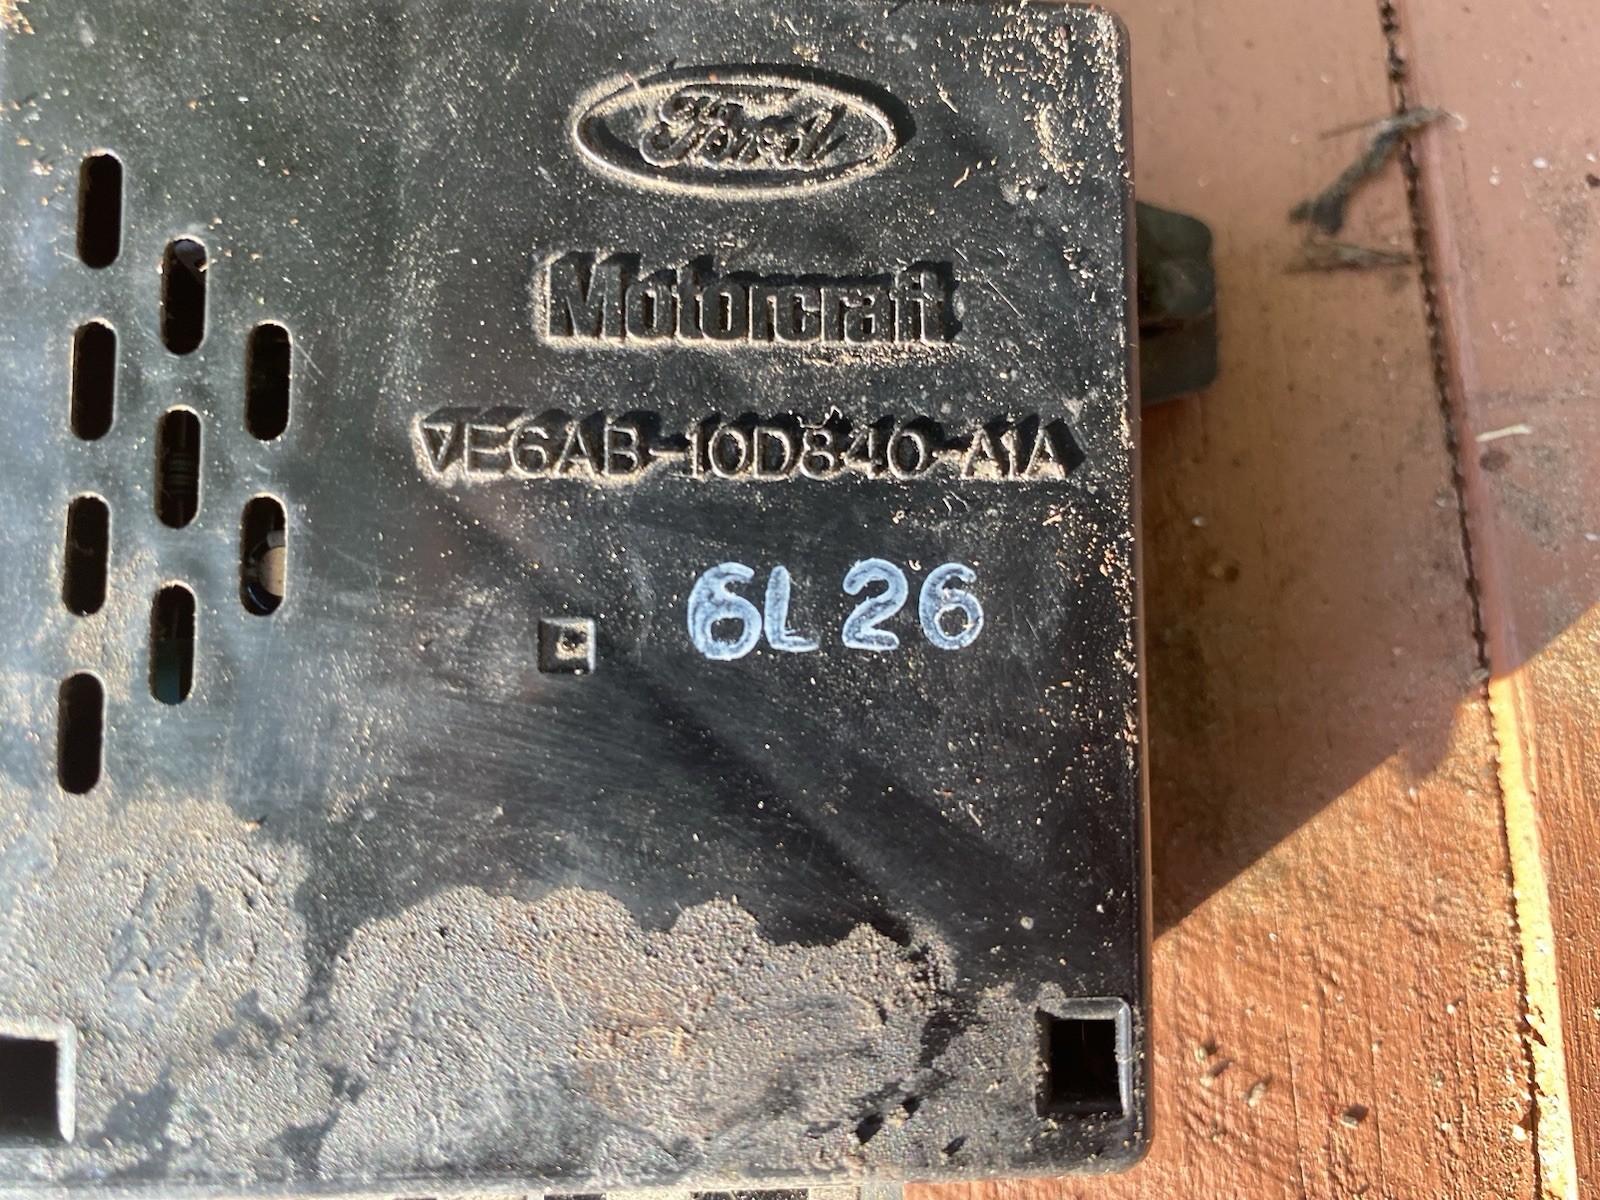 Ford
Motorcraft
VE6AB-10D840-A1A
6L26